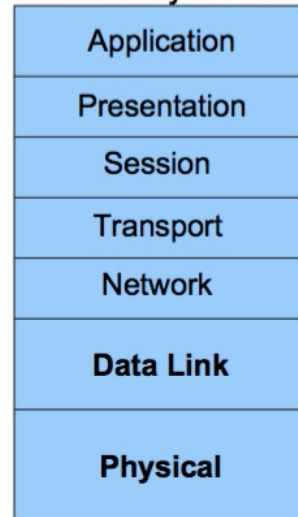 Application
Presentation
Session
Transport
Network
Data Link
Physical